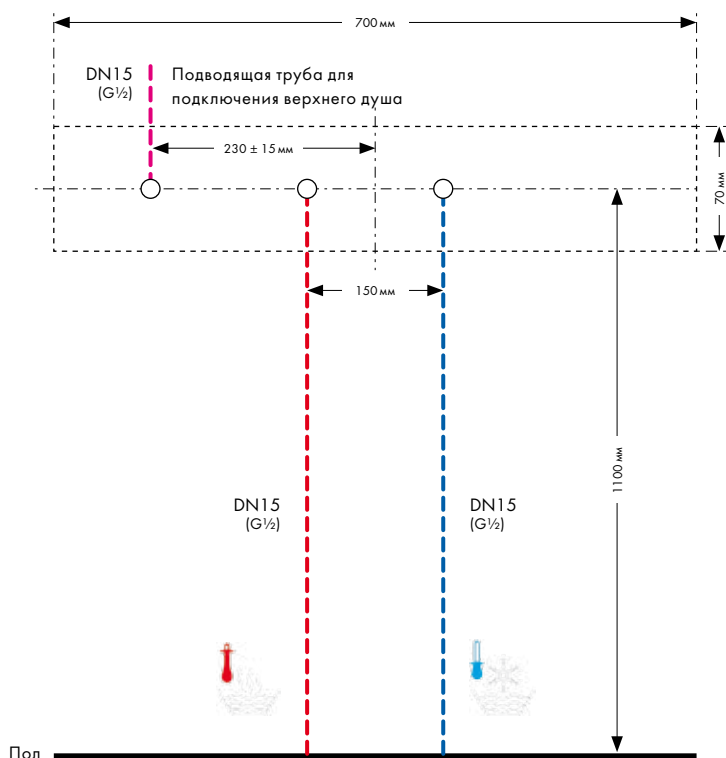 700 мм
DN15
(G½)
Подводящая труба для
подключения верхнего душа
230 ± 15 мм
70 мм
150 мм
1100 мм
DN15
(G½)
DN15
(G½)
Пол